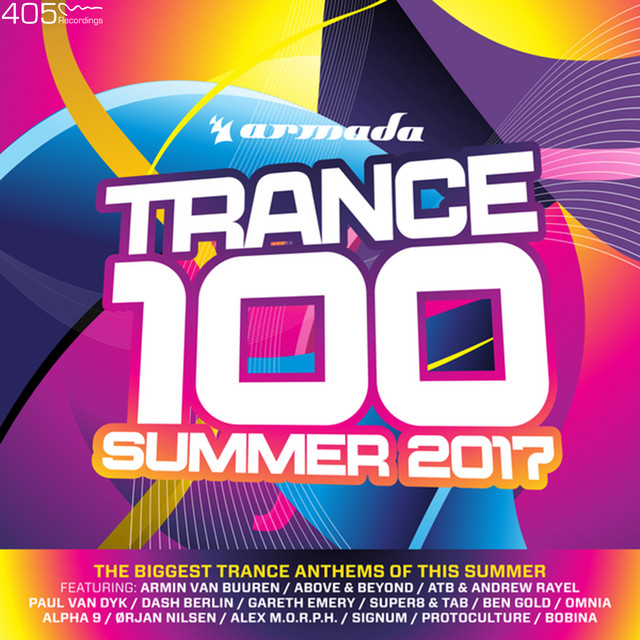 405 Recordings
armada
TRANCE
100
SUMMER 2017
THE BIGGEST TRANCE ANTHEMS OF THIS SUMMER
FEATURING: ARMIN VAN BUUREN / ABOVE & BEYOND / ATB & ANDREW RAYEL
PAUL VAN DYK / DASH BERLIN / GARETH EMERY / SUPER8 & TAB / BEN GOLD / OMNIA
ALPHA 9 / ØRJAN NILSEN / ALEX M.O.R.P.H. / SIGNUM / PROTOCULTURE / BOBINA